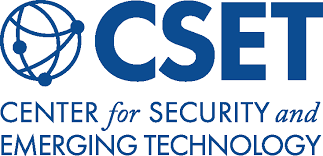 CSET
CENTER for SECURITY and
EMERGING TECHNOLOGY